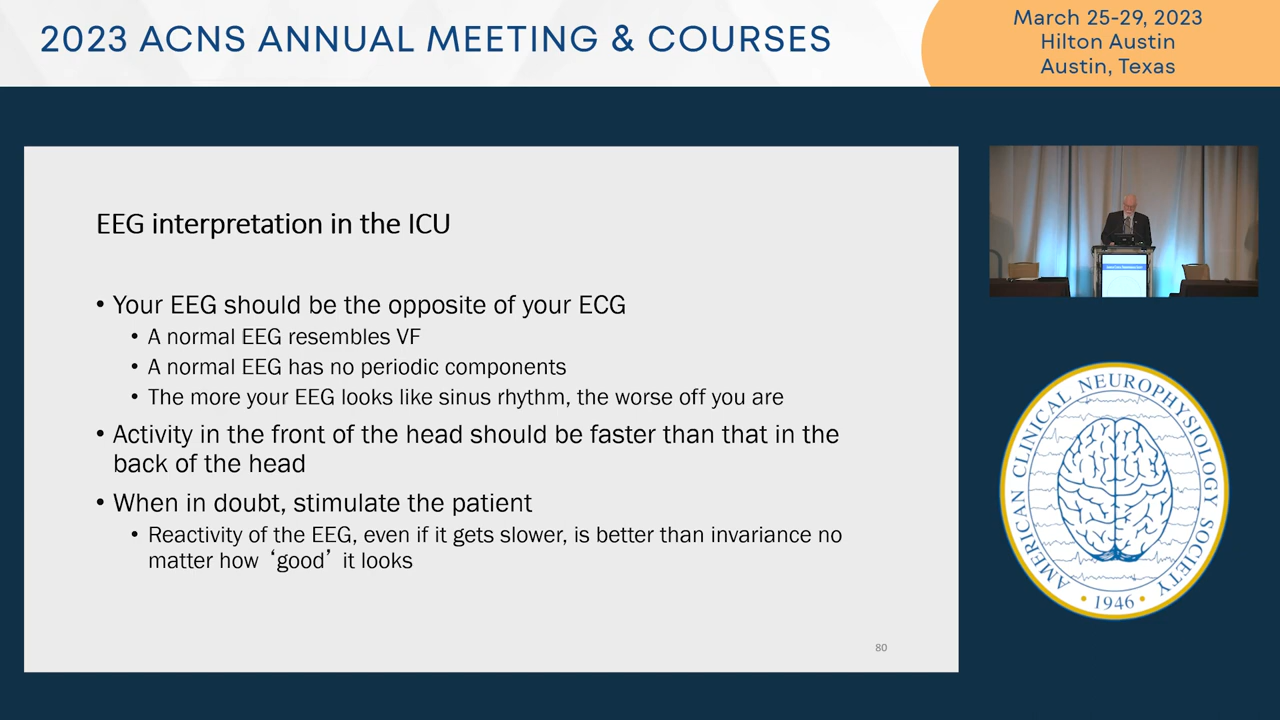 2023 ACNS ANNUAL MEETING & COURSES
March 25-29, 2023
Hilton Austin
Austin, Texas
EEG interpretation in the ICU
• Your EEG should be the opposite of your ECG
• A normal EEG resembles VF
• A normal EEG has no periodic components
• The more your EEG looks like sinus rhythm, the worse off you are
• Activity in the front of the head should be faster than that in the
back of the head
• When in doubt, stimulate the patient
• Reactivity of the EEG, even if it gets slower, is better than invariance no
matter how ‘good’ it looks
80
AMERICAN CLINICAL NEUROPHYSIOLOGY SOCIETY
• 1946 •